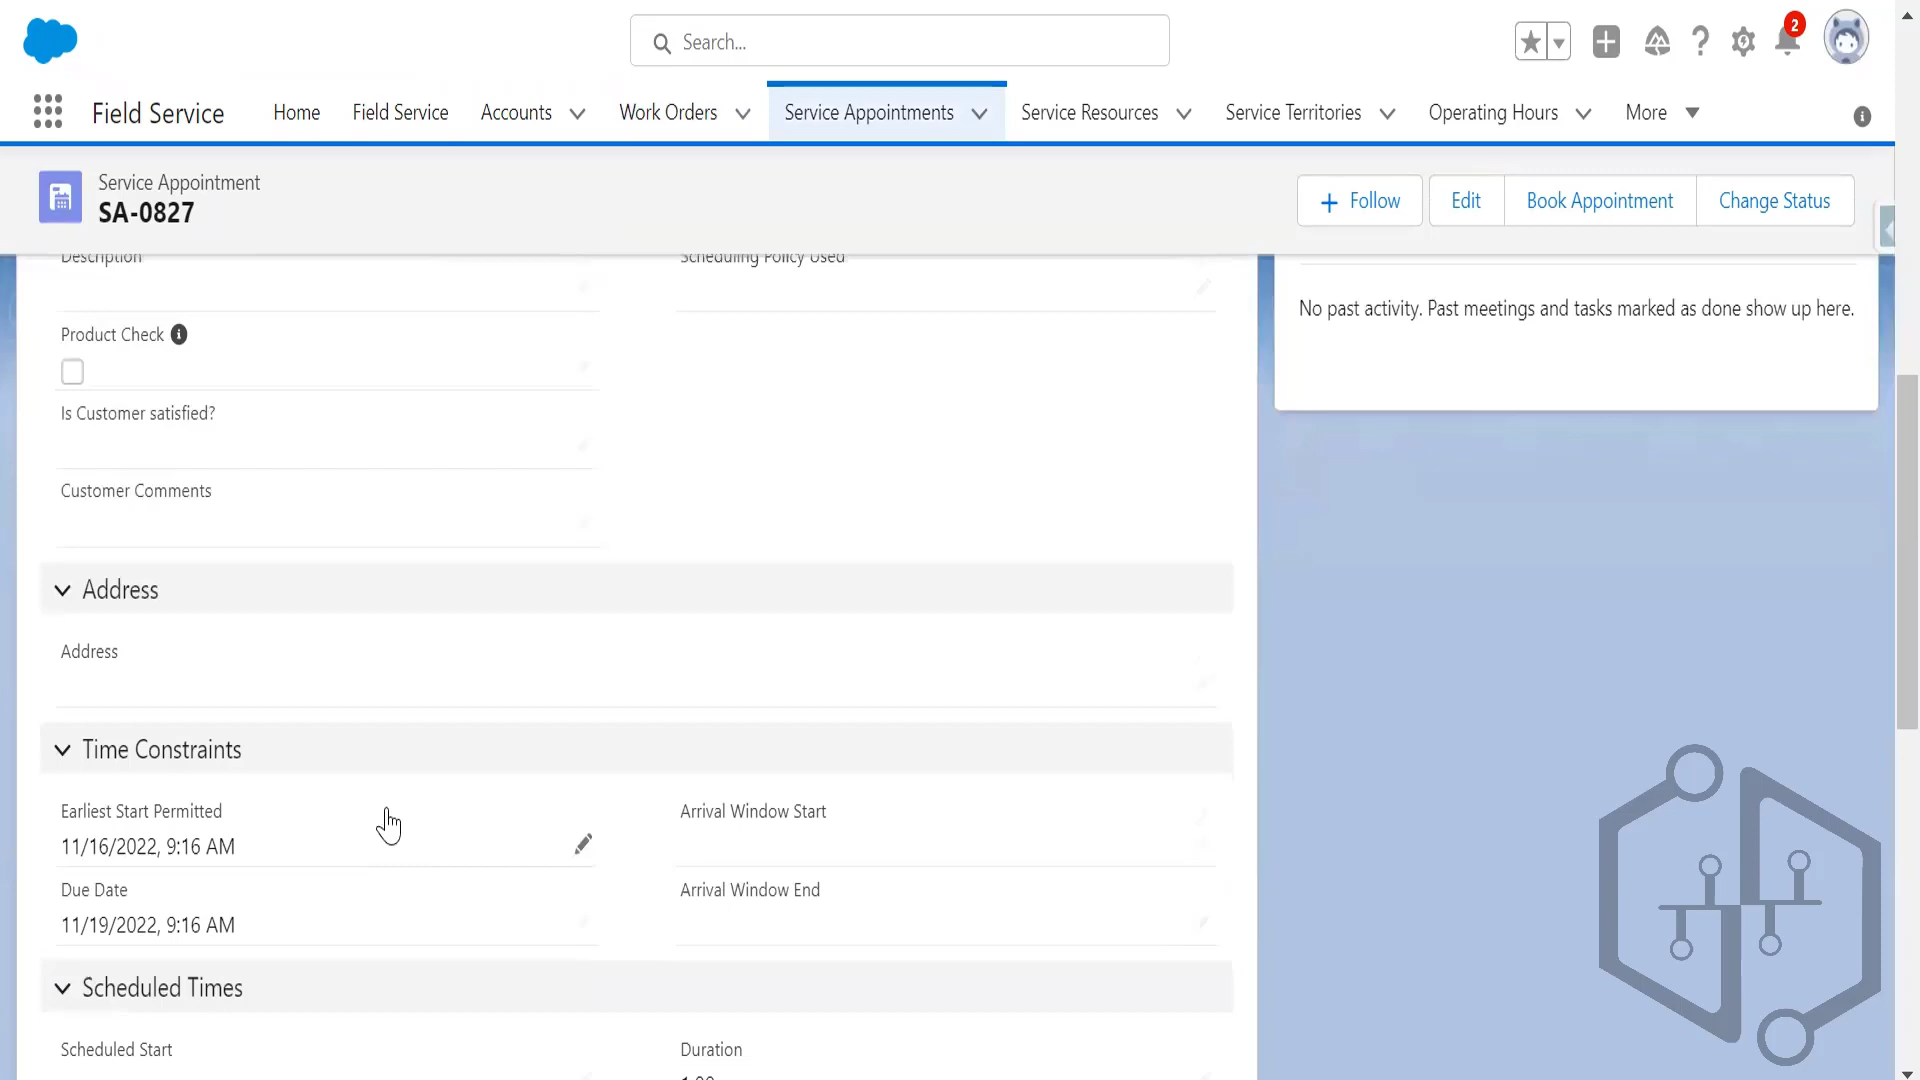 Search...
2
Field Service
Home
Field Service
Accounts
Work Orders
Service Appointments
Service Resources
Service Territories
Operating Hours
More
Service Appointment
SA-0827
Follow
Edit
Book Appointment
Change Status
Description
Scheduling Policy Used
No past activity. Past meetings and tasks marked as done show up here.
Product Check
Is Customer satisfied?
Customer Comments
Address
Address
Time Constraints
Earliest Start Permitted
Arrival Window Start
11/16/2022, 9:16 AM
Due Date
Arrival Window End
11/19/2022, 9:16 AM
Scheduled Times
Scheduled Start
Duration